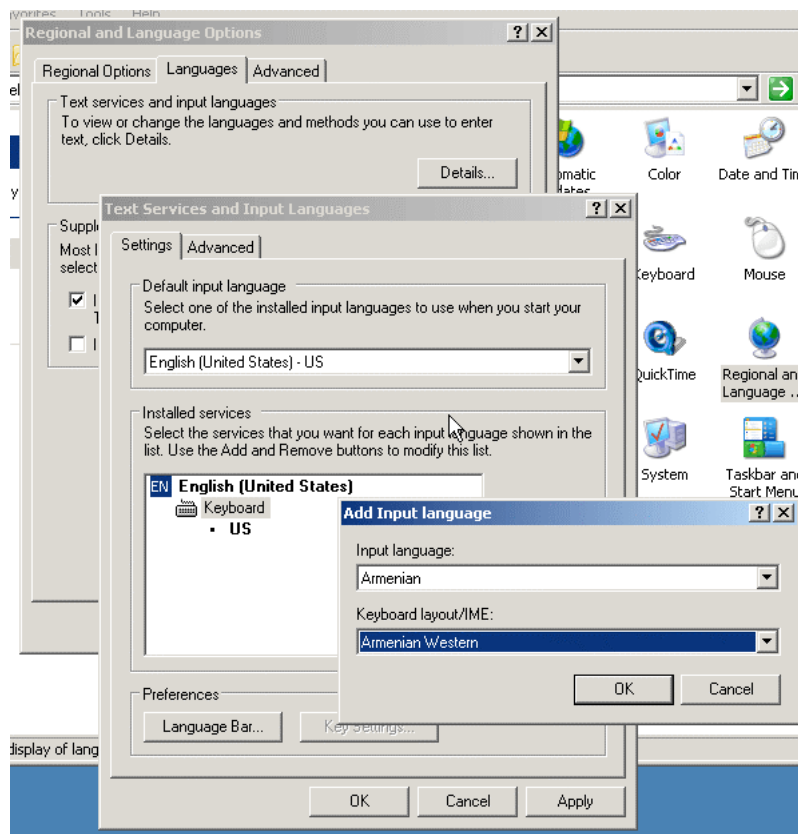 Tools Help
Regional and Language Options
Regional Options Languages Advanced
Text services and input languages
To view or change the languages and methods you can use to enter
text, click Details.
Details...
Color
Date and Tin
Text Services and Input Languages
Settings Advanced
Suppl
Most l
select
Default input language
Select one of the installed input languages to use when you start your
computer.
English (United States) - US
Keyboard
Mouse
QuickTime
Regional an
Language ..
Installed services
Select the services that you want for each input language shown in the
list. Use the Add and Remove buttons to modify this list.
EN English (United States)
Keyboard
• US
System
Taskbar and
Start Menu
Add Input language
Input language:
Armenian
Keyboard layout/IME:
Armenian Western
OK Cancel
Preferences
Language Bar...
Key Settings...
display of lang
OK Cancel Apply